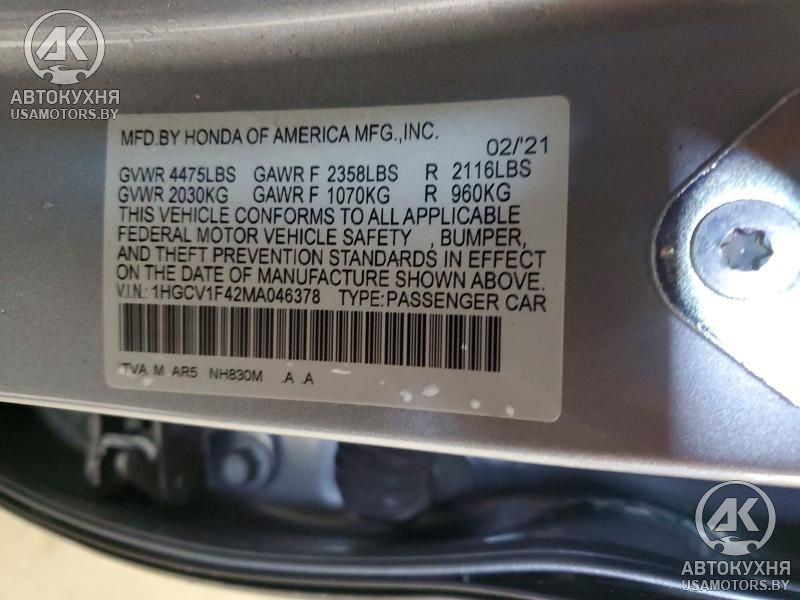 AK
АВТОКУХНЯ
USAMOTORS.BY
MFD.BY HONDA OF AMERICA MFG.,INC. 02/'21
GVWR 4475LBS GAWR F 2358LBS R 2116LBS
GVWR 2030KG GAWR F 1070KG R 960KG
THIS VEHICLE CONFORMS TO ALL APPLICABLE
FEDERAL MOTOR VEHICLE SAFETY , BUMPER,
AND THEFT PREVENTION STANDARDS IN EFFECT
ON THE DATE OF MANUFACTURE SHOWN ABOVE.
V.I.N.: 1HGCV1F42MA046378 TYPE:PASSENGER CAR
TVA M AR5 NH830M .A .A
AK
АВТОКУХНЯ
USAMOTORS.BY